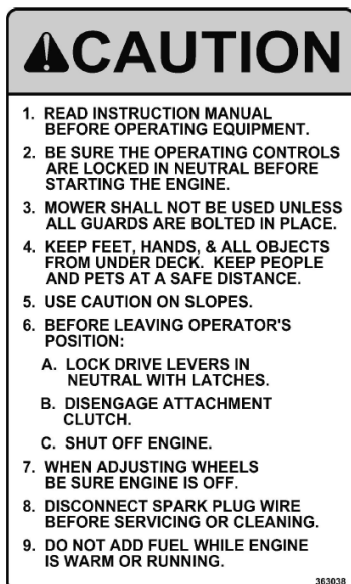 CAUTION
1. READ INSTRUCTION MANUAL
BEFORE OPERATING EQUIPMENT.
2. BE SURE THE OPERATING CONTROLS
ARE LOCKED IN NEUTRAL BEFORE
STARTING THE ENGINE.
3. MOWER SHALL NOT BE USED UNLESS
ALL GUARDS ARE BOLTED IN PLACE.
4. KEEP FEET, HANDS, & ALL OBJECTS
FROM UNDER DECK. KEEP PEOPLE
AND PETS AT A SAFE DISTANCE.
5. USE CAUTION ON SLOPES.
6. BEFORE LEAVING OPERATOR'S
POSITION:
A. LOCK DRIVE LEVERS IN
NEUTRAL WITH LATCHES.
B. DISENGAGE ATTACHMENT
CLUTCH.
C. SHUT OFF ENGINE.
7. WHEN ADJUSTING WHEELS
BE SURE ENGINE IS OFF.
8. DISCONNECT SPARK PLUG WIRE
BEFORE SERVICING OR CLEANING.
9. DO NOT ADD FUEL WHILE ENGINE
IS WARM OR RUNNING.
363038